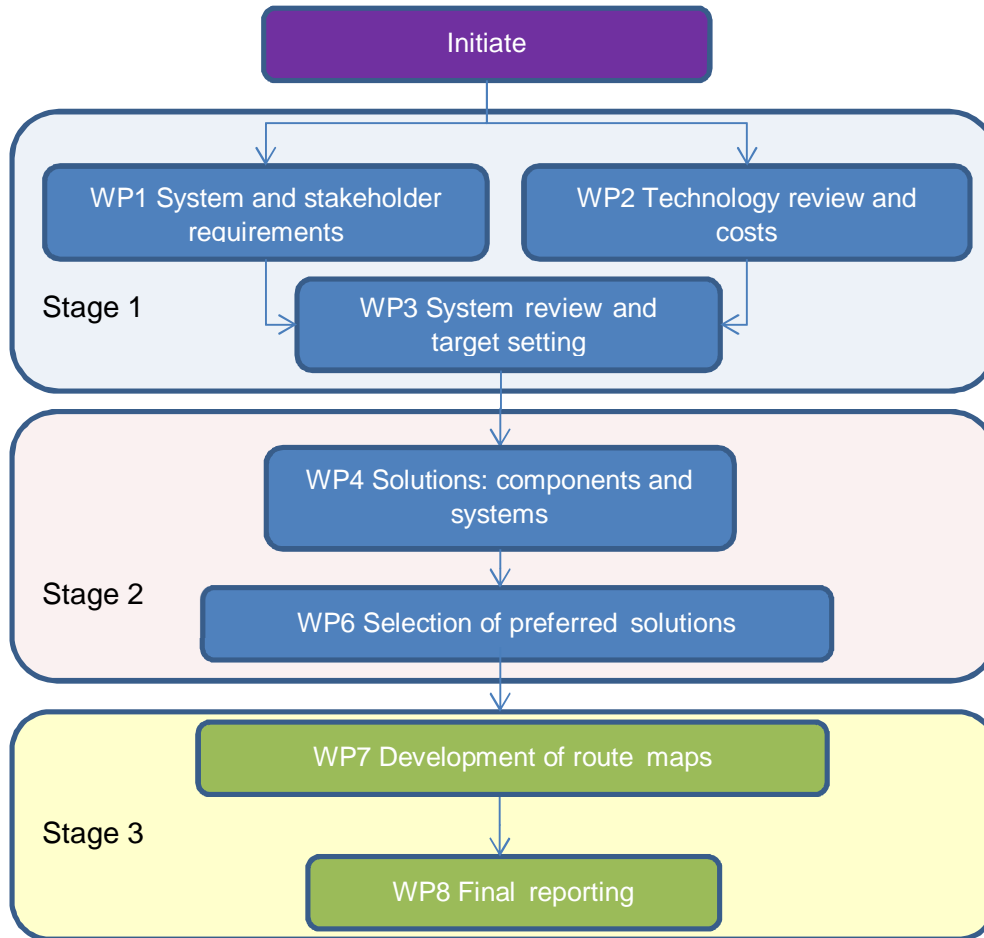 Initiate
WP1 System and stakeholder
requirements
WP2 Technology review and
costs
Stage 1
WP3 System review and
target setting
WP4 Solutions: components and
systems
Stage 2
WP6 Selection of preferred solutions
WP7 Development of route maps
Stage 3
WP8 Final reporting